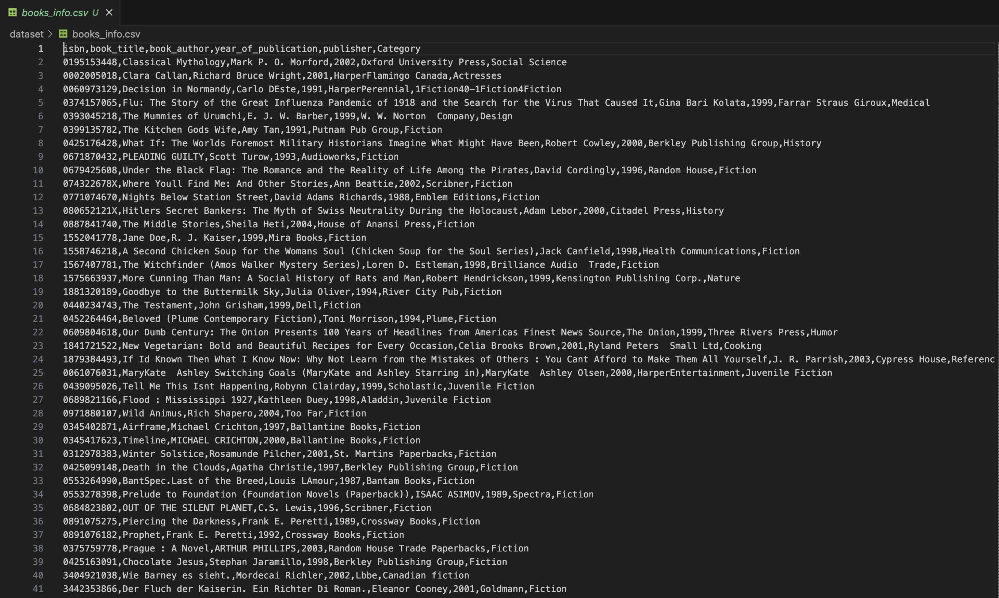 books_info.csv U
dataset > books_info.csv
1 isbn,book_title,book_author,year_of_publication,publisher,Category
2 0195153448,Classical Mythology,Mark P. O. Morford,2002,Oxford University Press,Social Science
3 0002005018,Clara Callan,Richard Bruce Wright,2001,HarperFlamingo Canada,Actresses
4 0060973129,Decision in Normandy,Carlo DEste,1991,HarperPerennial,1Fiction40-1Fiction4Fiction
5 0374157065,Flu: The Story of the Great Influenza Pandemic of 1918 and the Search for the Virus That Caused It,Gina Bari Kolata,1999,Farrar Straus Giroux,Medical
6 0393045218,The Mummies of Urumchi,E. J. W. Barber,1999,W. W. Norton  Company,Design
7 0399135782,The Kitchen Gods Wife,Amy Tan,1991,Putnam Pub Group,Fiction
8 0425176428,What If: The Worlds Foremost Military Historians Imagine What Might Have Been,Robert Cowley,2000,Berkley Publishing Group,History
9 0671870432,PLEADING GUILTY,Scott Turow,1993,Audioworks,Fiction
10 0679425608,Under the Black Flag: The Romance and the Reality of Life Among the Pirates,David Cordingly,1996,Random House,Fiction
11 074322678X,Where Youll Find Me: And Other Stories,Ann Beattie,2002,Scribner,Fiction
12 0771074670,Nights Below Station Street,David Adams Richards,1988,Emblem Editions,Fiction
13 080652121X,Hitlers Secret Bankers: The Myth of Swiss Neutrality During the Holocaust,Adam Lebor,2000,Citadel Press,History
14 0887841740,The Middle Stories,Sheila Heti,2004,House of Anansi Press,Fiction
15 1552041778,Jane Doe,R. J. Kaiser,1999,Mira Books,Fiction
16 1558746218,A Second Chicken Soup for the Womans Soul (Chicken Soup for the Soul Series),Jack Canfield,1998,Health Communications,Fiction
17 1567407781,The Witchfinder (Amos Walker Mystery Series),Loren D. Estleman,1998,Brilliance Audio  Trade,Fiction
18 1575663937,More Cunning Than Man: A Social History of Rats and Man,Robert Hendrickson,1999,Kensington Publishing Corp.,Nature
19 1881320189,Goodbye to the Buttermilk Sky,Julia Oliver,1994,River City Pub,Fiction
20 0440234743,The Testament,John Grisham,1999,Dell,Fiction
21 0452264464,Beloved (Plume Contemporary Fiction),Toni Morrison,1994,Plume,Fiction
22 0609804618,Our Dumb Century: The Onion Presents 100 Years of Headlines from Americas Finest News Source,The Onion,1999,Three Rivers Press,Humor
23 1841721522,New Vegetarian: Bold and Beautiful Recipes for Every Occasion,Celia Brooks Brown,2001,Ryland Peters  Small Ltd,Cooking
24 1879384493,If Id Known Then What I Know Now: Why Not Learn from the Mistakes of Others : You Cant Afford to Make Them All Yourself,J. R. Parrish,2003,Cypress House,Referenc
25 0061076031,MaryKate  Ashley Switching Goals (MaryKate and Ashley Starring in),MaryKate  Ashley Olsen,2000,HarperEntertainment,Juvenile Fiction
26 0439095026,Tell Me This Isnt Happening,Robynn Clairday,1999,Scholastic,Juvenile Fiction
27 0689821166,Flood : Mississippi 1927,Kathleen Duey,1998,Aladdin,Juvenile Fiction
28 0971880107,Wild Animus,Rich Shapero,2004,Too Far,Fiction
29 0345402871,Airframe,Michael Crichton,1997,Ballantine Books,Fiction
30 0345417623,Timeline,MICHAEL CRICHTON,2000,Ballantine Books,Fiction
31 0312978383,Winter Solstice,Rosamunde Pilcher,2001,St. Martins Paperbacks,Fiction
32 0425099148,Death in the Clouds,Agatha Christie,1997,Berkley Publishing Group,Fiction
33 0553264990,BantSpec.Last of the Breed,Louis LAmour,1987,Bantam Books,Fiction
34 0553278398,Prelude to Foundation (Foundation Novels (Paperback)),ISAAC ASIMOV,1989,Spectra,Fiction
35 0684823802,OUT OF THE SILENT PLANET,C.S. Lewis,1996,Scribner,Fiction
36 0891075275,Piercing the Darkness,Frank E. Peretti,1989,Crossway Books,Fiction
37 0891076182,Prophet,Frank E. Peretti,1992,Crossway Books,Fiction
38 0375759778,Prague : A Novel,ARTHUR PHILLIPS,2003,Random House Trade Paperbacks,Fiction
39 0425163091,Chocolate Jesus,Stephan Jaramillo,1998,Berkley Publishing Group,Fiction
40 3404921038,Wie Barney es sieht.,Mordecai Richler,2002,Lbbe,Canadian fiction
41 3442353866,Der Fluch der Kaiserin. Ein Richter Di Roman.,Eleanor Cooney,2001,Goldmann,Fiction